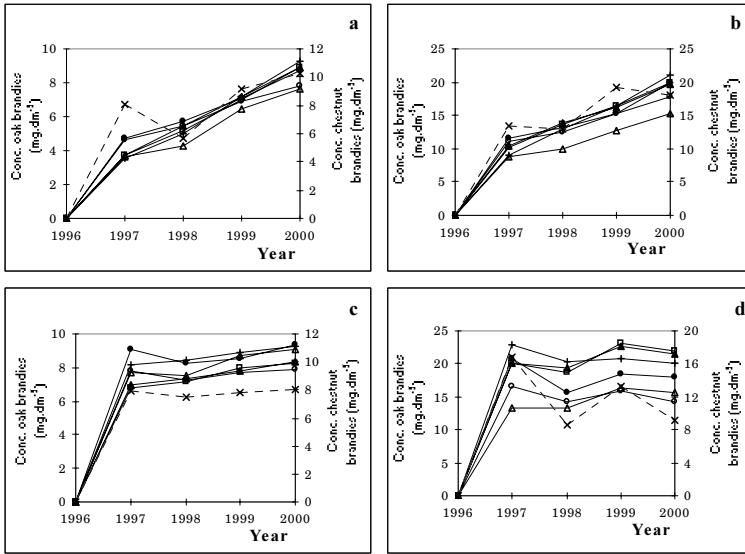 a
Conc. oak brandies
(mg.dm-1)
10
8
6
4
2
0
12
10
8
6
4
2
0
Conc. chestnut
brandies (mg.dm-1)
1996 1997 1998 1999 2000
Year
b
Conc. oak brandies
(mg.dm-1)
25
20
15
10
5
0
25
20
15
10
5
0
Conc. chestnut
brandies (mg.dm-1)
1996 1997 1998 1999 2000
Year
c
Conc. oak brandies
(mg.dm-1)
10
8
6
4
2
0
12
10
8
6
4
2
0
Conc. chestnut
brandies (mg.dm-1)
1996 1997 1998 1999 2000
Year
d
Conc. oak brandies
(mg.dm-1)
25
20
15
10
5
0
20
16
12
8
4
0
Conc. chestnut
brandies (mg.dm-1)
1996 1997 1998 1999 2000
Year